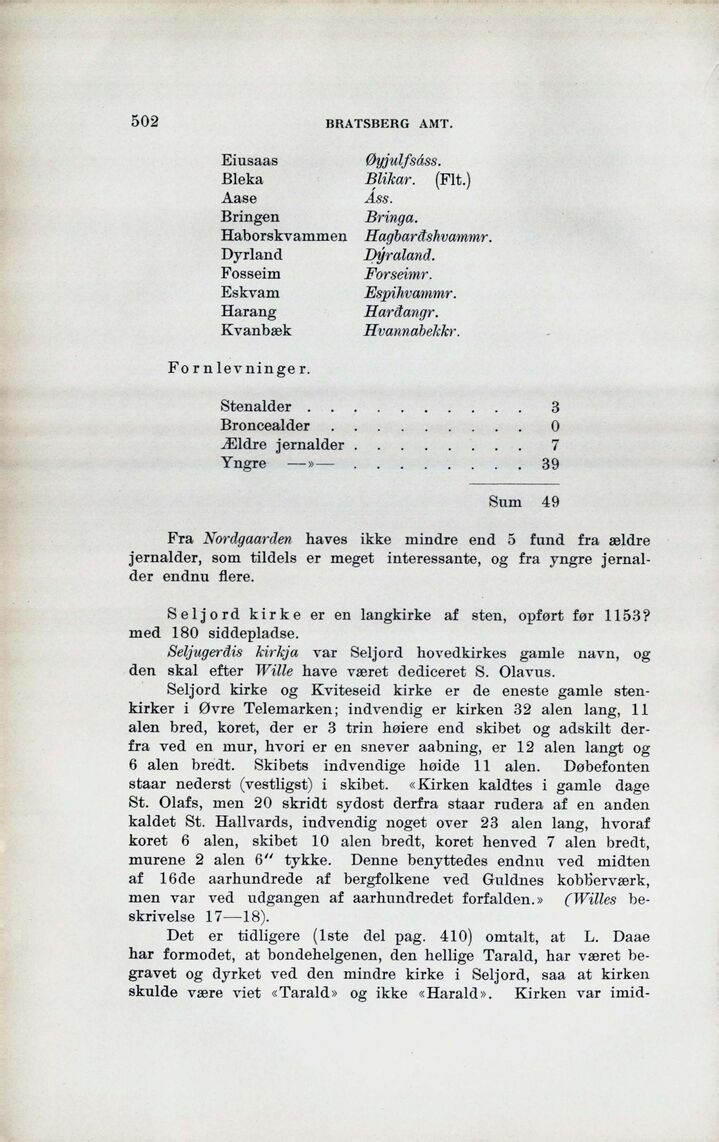 502 BRATSBERG AMT.
Eiusaas Øyjulfsáss.
Bleka Blikar. (Flt.)
Aase Áss.
Bringen Bringa.
Haborskvammen Hagbarðshvammr.
Dyrland Dýraland.
Fosseim Forseimr.
Eskvam Espihvammr.
Harang Harðangr.
Kvanbæk Hvannabekkr.
Fornlevninger.
Stenalder . . . . . . . . . . 3
Broncealder . . . . . . . . . 0
Ældre jernalder . . . . . . . . 7
Yngre —»— . . . . . . . . 39
Sum 49
Fra Nordgaarden haves ikke mindre end 5 fund fra ældre
jernalder, som tildels er meget interessante, og fra yngre jernal-
der endnu flere.
Seljord kirke er en langkirke af sten, opført før 1153?
med 180 siddepladse.
Seljugerðis kirkja var Seljord hovedkirkes gamle navn, og
den skal efter Wille have været dediceret S. Olavus.
Seljord kirke og Kviteseid kirke er de eneste gamle sten-
kirker i Øvre Telemarken; indvendig er kirken 32 alen lang, 11
alen bred, koret, der er 3 trin høiere end skibet og adskilt der-
fra ved en mur, hvori er en snever aabning, er 12 alen langt og
6 alen bredt. Skibets indvendige høide 11 alen. Døbefonten
staar nederst (vestligst) i skibet. «Kirken kaldtes i gamle dage
St. Olafs, men 20 skridt sydost derfra staar rudera af en anden
kaldet St. Hallvards, indvendig noget over 23 alen lang, hvoraf
koret 6 alen, skibet 10 alen bredt, koret henved 7 alen bredt,
murene 2 alen 6" tykke. Denne benyttedes endnu ved midten
af 16de aarhundrede af bergfolkene ved Guldnes kobberværk,
men var ved udgangen af aarhundredet forfalden.» (Willes be-
skrivelse 17—18).
Det er tidligere (1ste del pag. 410) omtalt, at L. Daae
har formodet, at bondehelgenen, den hellige Tarald, har været be-
gravet og dyrket ved den mindre kirke i Seljord, saa at kirken
skulde være viet «Tarald» og ikke «Harald». Kirken var imid-